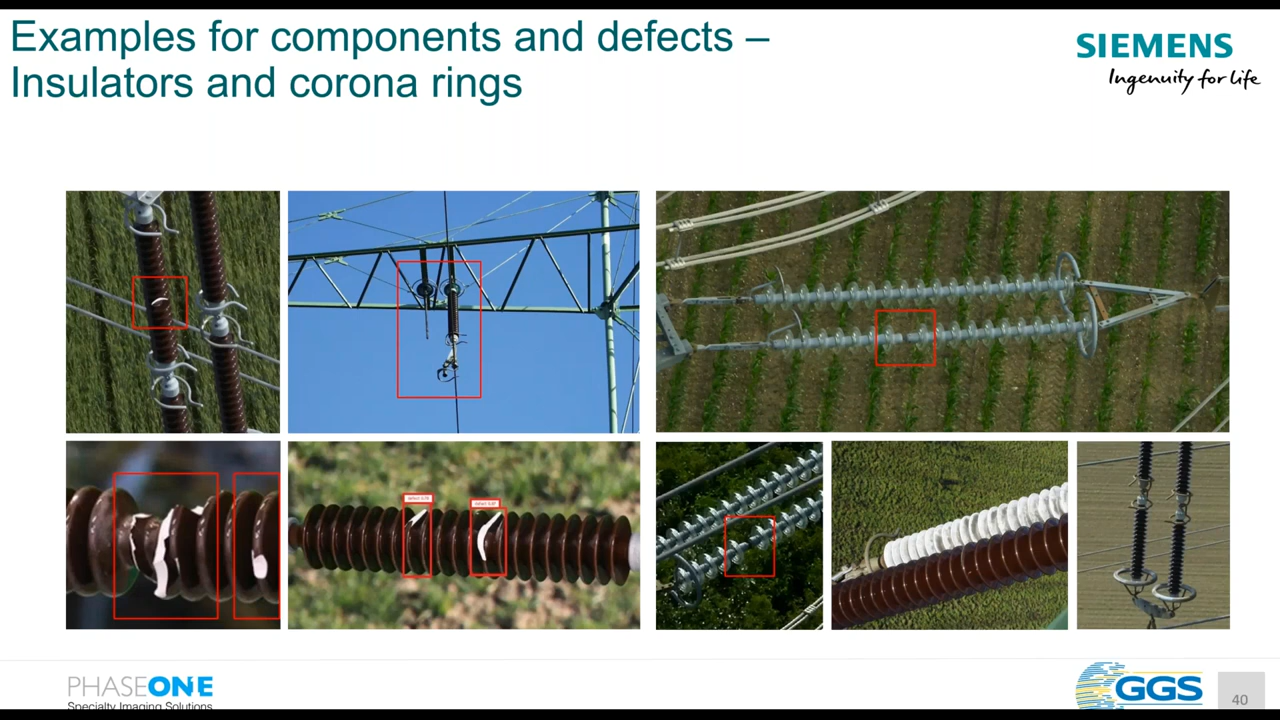 Examples for components and defects –
Insulators and corona rings
SIEMENS
Ingenuity for life
PHASEONE
Specialty Imaging Solutions
GGS
40